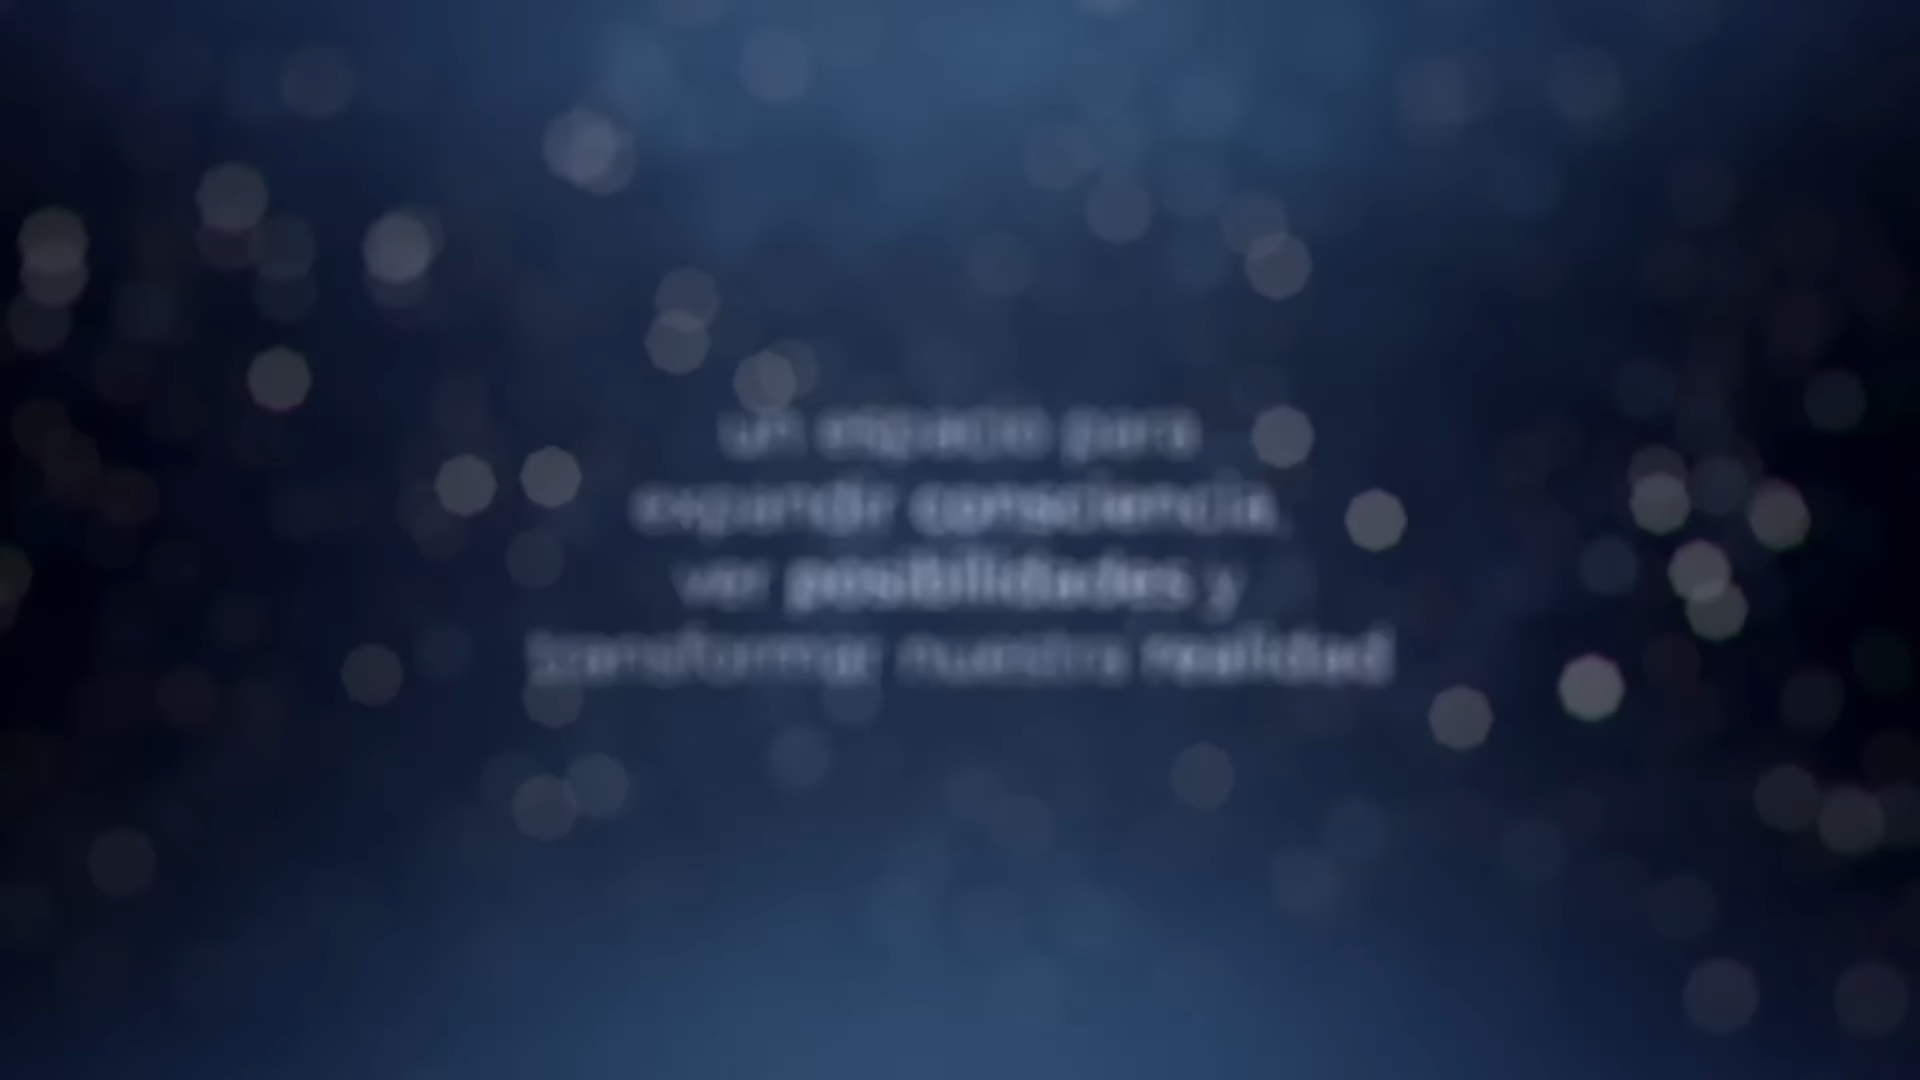 un espacio para
expandir consciencia,
ver posibilidades y
transformar nuestra realidad